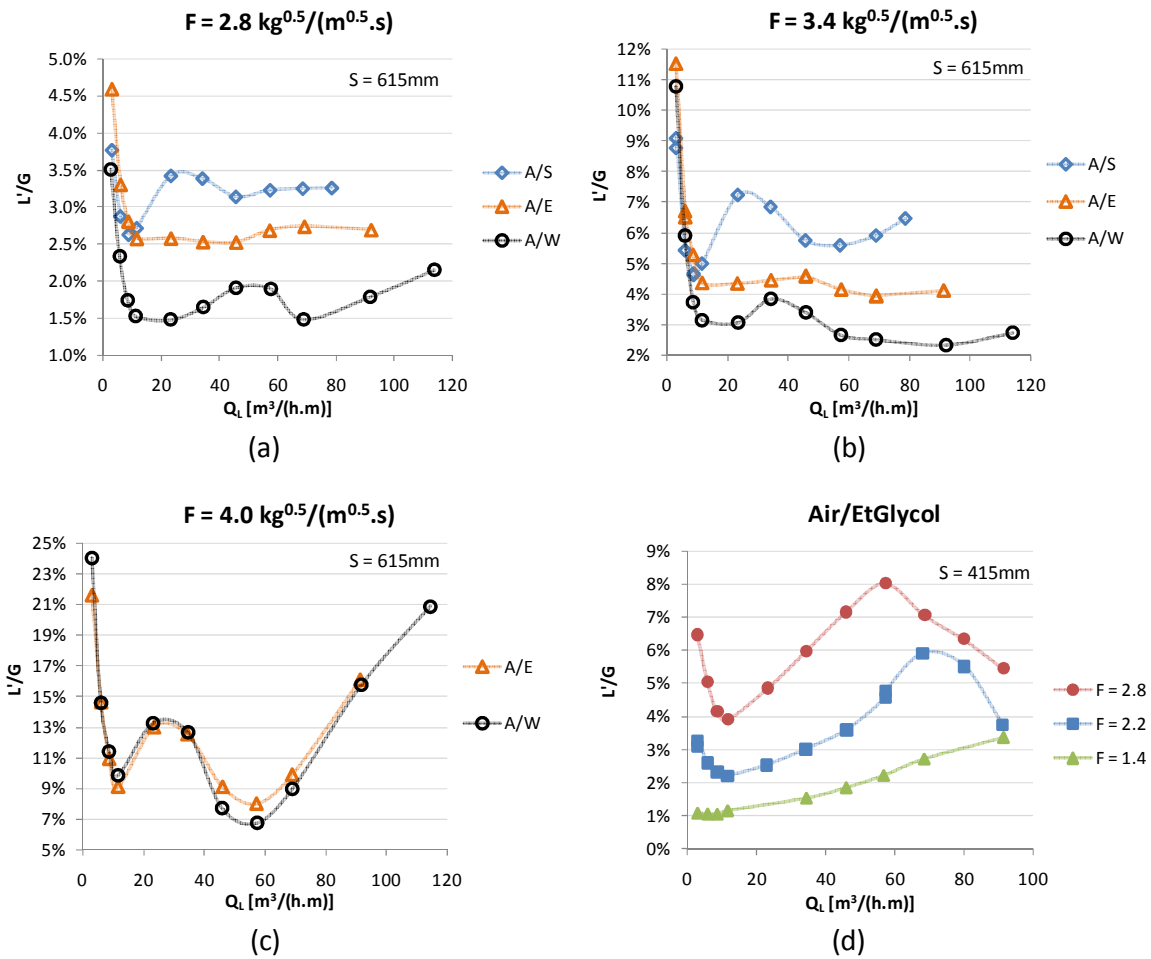 F = 2.8 kg0.5/(m0.5.s)
S = 615mm
5.0%
4.5%
4.0%
3.5%
3.0%
2.5%
2.0%
1.5%
1.0%
L'/G
0 20 40 60 80 100 120
QL [m3/(h.m)]
A/S
A/E
A/W
(a)
F = 3.4 kg0.5/(m0.5.s)
S = 615mm
12%
11%
10%
9%
8%
7%
6%
5%
4%
3%
2%
L'/G
0 20 40 60 80 100 120
QL [m3/(h.m)]
A/S
A/E
A/W
(b)
F = 4.0 kg0.5/(m0.5.s)
S = 615mm
25%
23%
21%
19%
17%
15%
13%
11%
9%
7%
5%
L'/G
0 20 40 60 80 100 120
QL [m3/(h.m)]
A/E
A/W
(c)
Air/EtGlycol
S = 415mm
9%
8%
7%
6%
5%
4%
3%
2%
1%
0%
L'/G
0 20 40 60 80 100
QL [m3/(h.m)]
F = 2.8
F = 2.2
F = 1.4
(d)